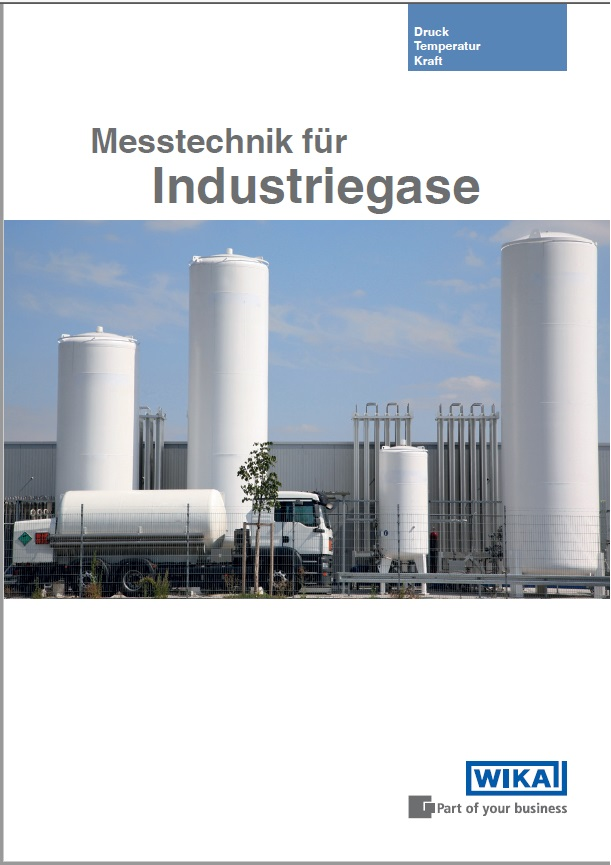 Druck
Temperatur
Kraft
Messtechnik für
Industriegase
WIKA
Part of your business